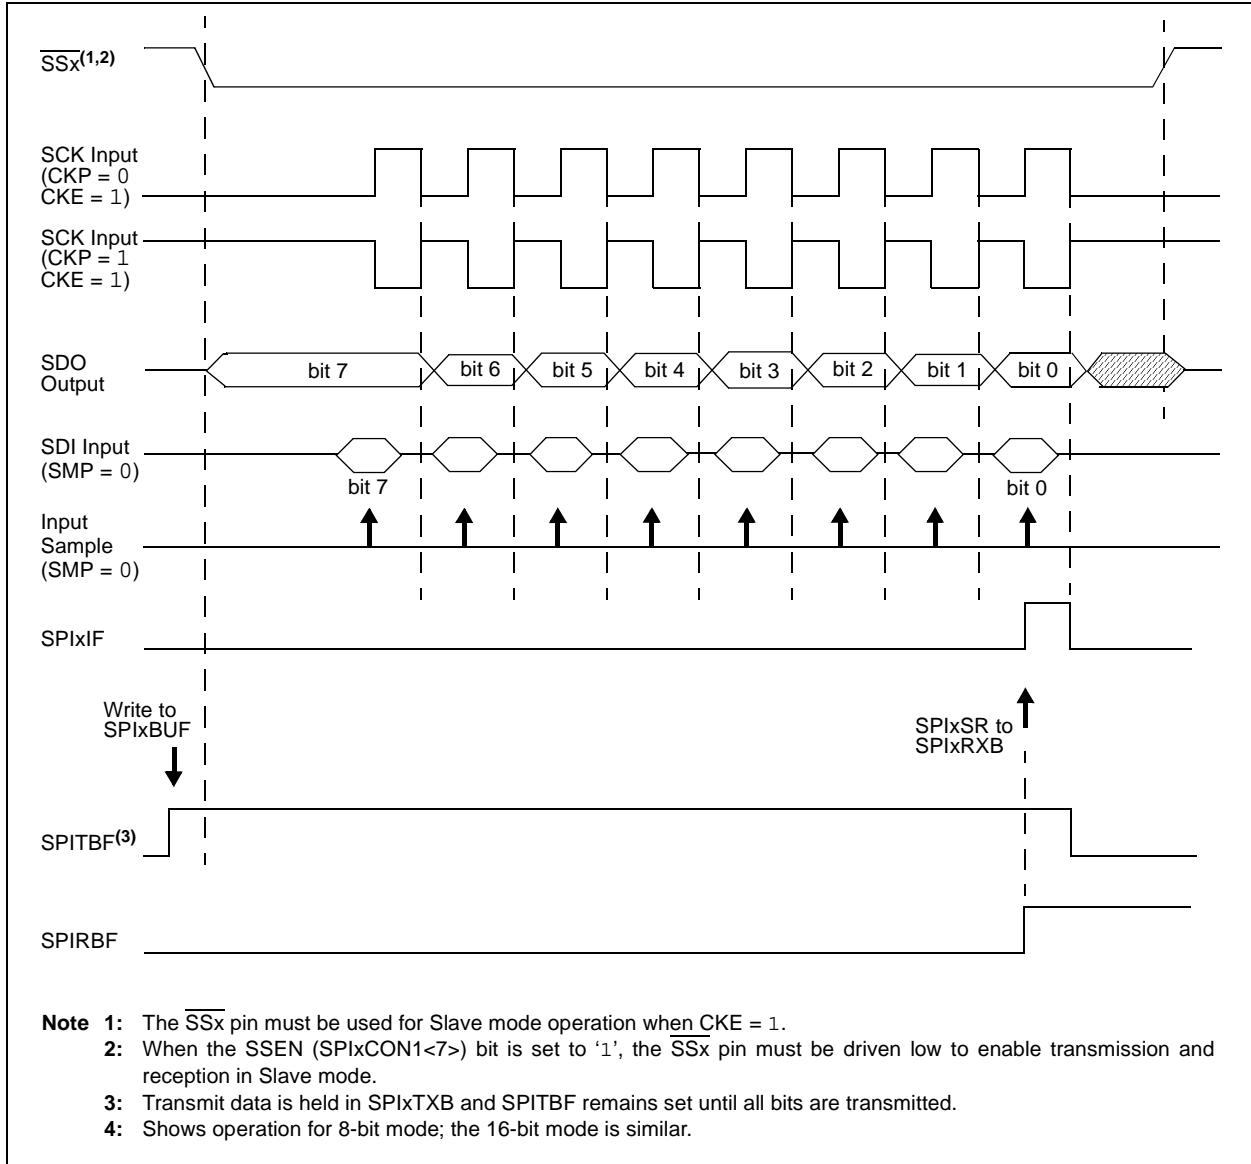 SSx(1,2)
SCK Input
(CKP = 0
CKE = 1)
SCK Input
(CKP = 1
CKE = 1)
SDO
Output
bit 7 bit 6 bit 5 bit 4 bit 3 bit 2 bit 1 bit 0
SDI Input
(SMP = 0)
bit 7 bit 0
Input
Sample
(SMP = 0)
SPIxIF
Write to
SPIxBUF
SPIxSR to
SPIxRXB
SPITBF(3)
SPIRBF
Note 1: The SSx pin must be used for Slave mode operation when CKE = 1.
2: When the SSEN (SPIxCON1<7>) bit is set to ‘1’, the SSx pin must be driven low to enable transmission and
reception in Slave mode.
3: Transmit data is held in SPIxTXB and SPITBF remains set until all bits are transmitted.
4: Shows operation for 8-bit mode; the 16-bit mode is similar.